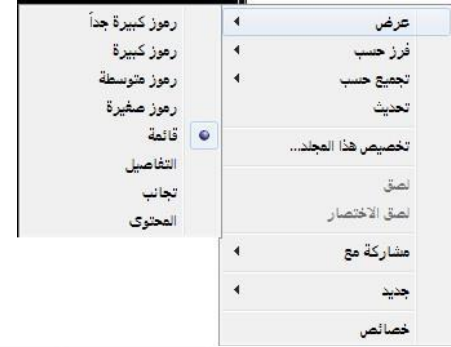 عرض
فرز حسب
تجميع حسب
تحديث
تخصيص هذا المجلد...
لصق
لصق الاختصار
مشاركة مع
جديد
خصائص
رموز كبيرة جداً
رموز كبيرة
رموز متوسطة
رموز صغيرة
قائمة
التفاصيل
تجانب
المحتوى